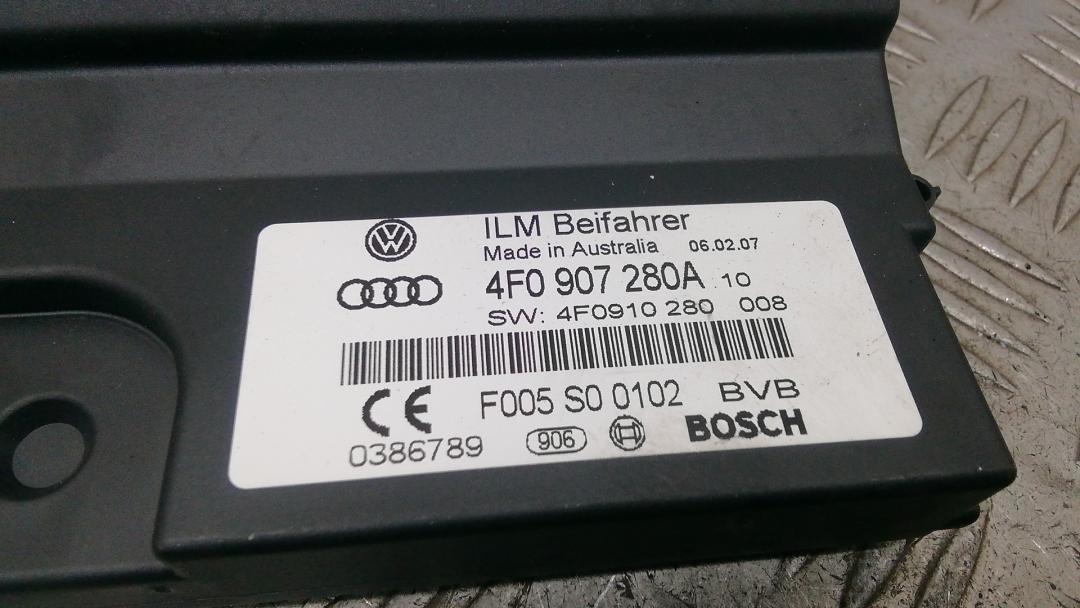 ILM Beifahrer
Made in Australia 06.02.07
4F0 907 280A 10
SW: 4F0910 280 008
CE F005 S0 0102 BVB
0386789 906 BOSCH